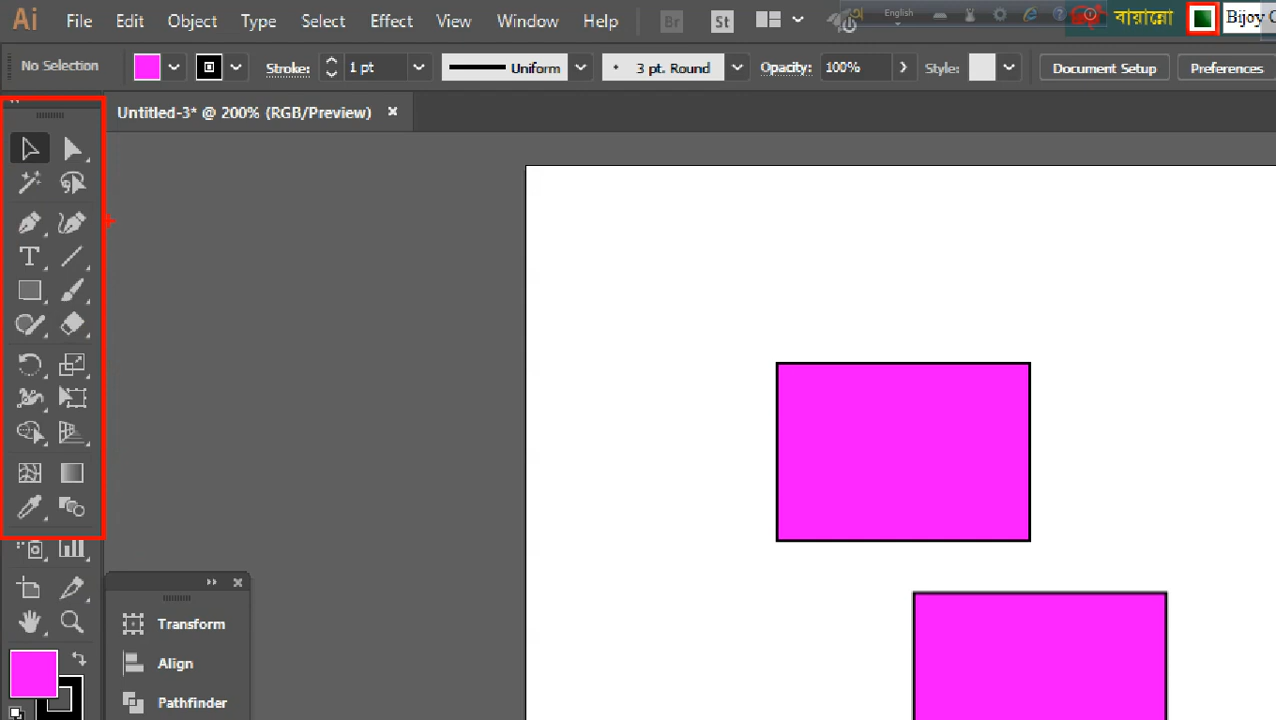 Ai File Edit Object Type Select Effect View Window Help Br St English বায়ান্নো Bijoy
No Selection Stroke: 1 pt Uniform 3 pt. Round Opacity: 100% Style: Document Setup Preferences
Untitled-3* @ 200% (RGB/Preview)
Transform
Align
Pathfinder